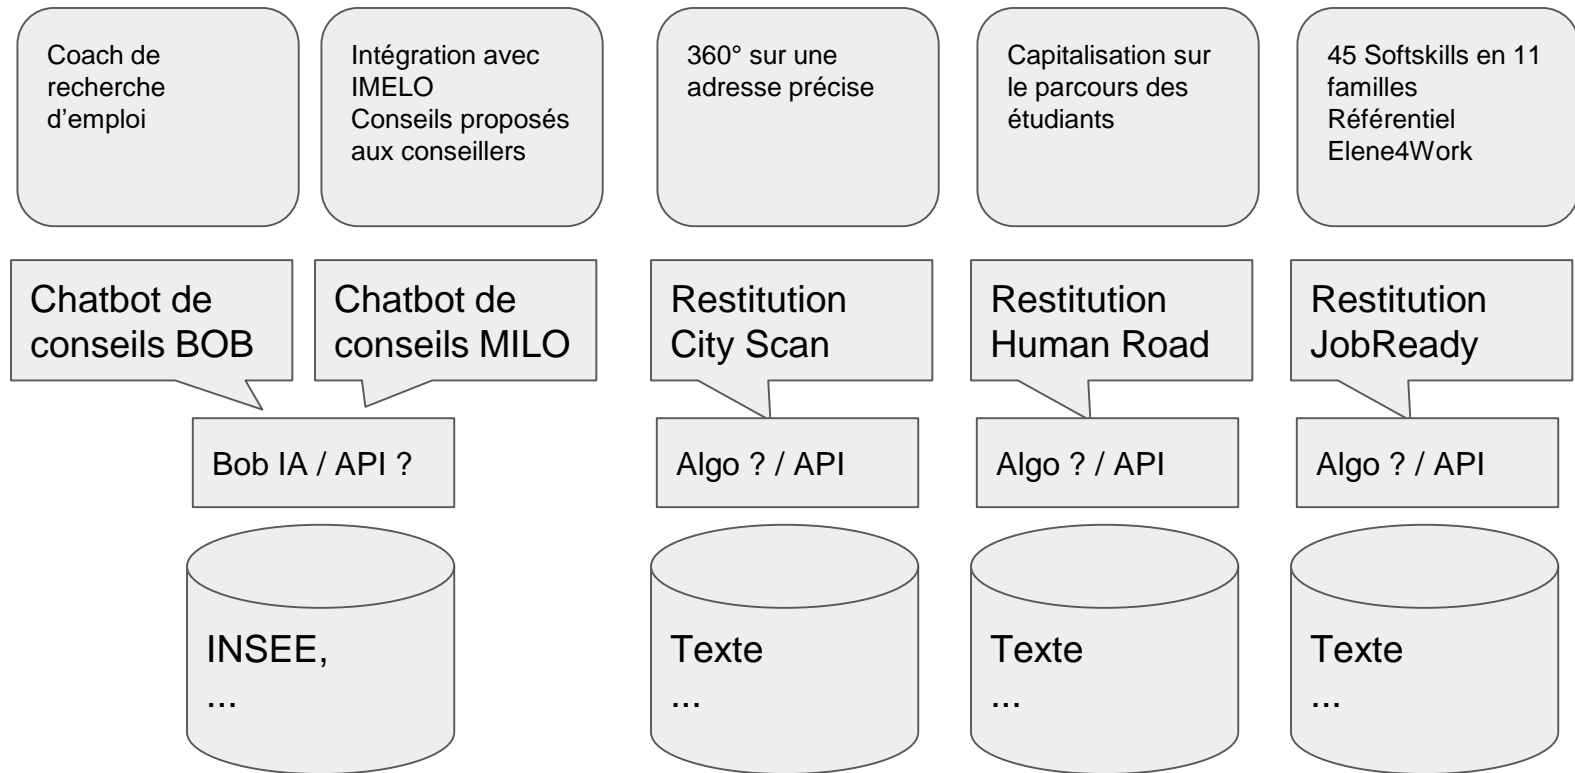 Coach de
recherche
d'emploi
Intégration avec
IMELO
Conseils proposés
aux conseillers
360° sur une
adresse précise
Capitalisation sur
le parcours des
étudiants
45 Softskills en 11
familles
Référentiel
Elene4Work
Chatbot de
conseils BOB
Chatbot de
conseils MILO
Restitution
City Scan
Restitution
Human Road
Restitution
JobReady
Bob IA / API ?
Algo ? / API
Algo ? / API
Algo ? / API
INSEE,
...
Texte
...
Texte
...
Texte
...